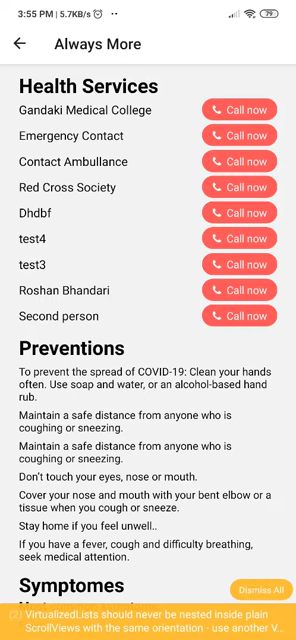 3:55 PM | 5.7KB/s ··
79
Always More
Health Services
Gandaki Medical College Call now
Emergency Contact Call now
Contact Ambullance Call now
Red Cross Society Call now
Dhdbf Call now
test4 Call now
test3 Call now
Roshan Bhandari Call now
Second person Call now
Preventions
To prevent the spread of COVID-19: Clean your hands
often. Use soap and water, or an alcohol-based hand
rub.
Maintain a safe distance from anyone who is
coughing or sneezing.
Maintain a safe distance from anyone who is
coughing or sneezing.
Don't touch your eyes, nose or mouth.
Cover your nose and mouth with your bent elbow or a
tissue when you cough or sneeze.
Stay home if you feel unwell..
If you have a fever, cough and difficulty breathing,
seek medical attention.
Symptomes
Dismiss All
(2) VirtualizedLists should never be nested inside plain
ScrollViews with the same orientation - use another V...